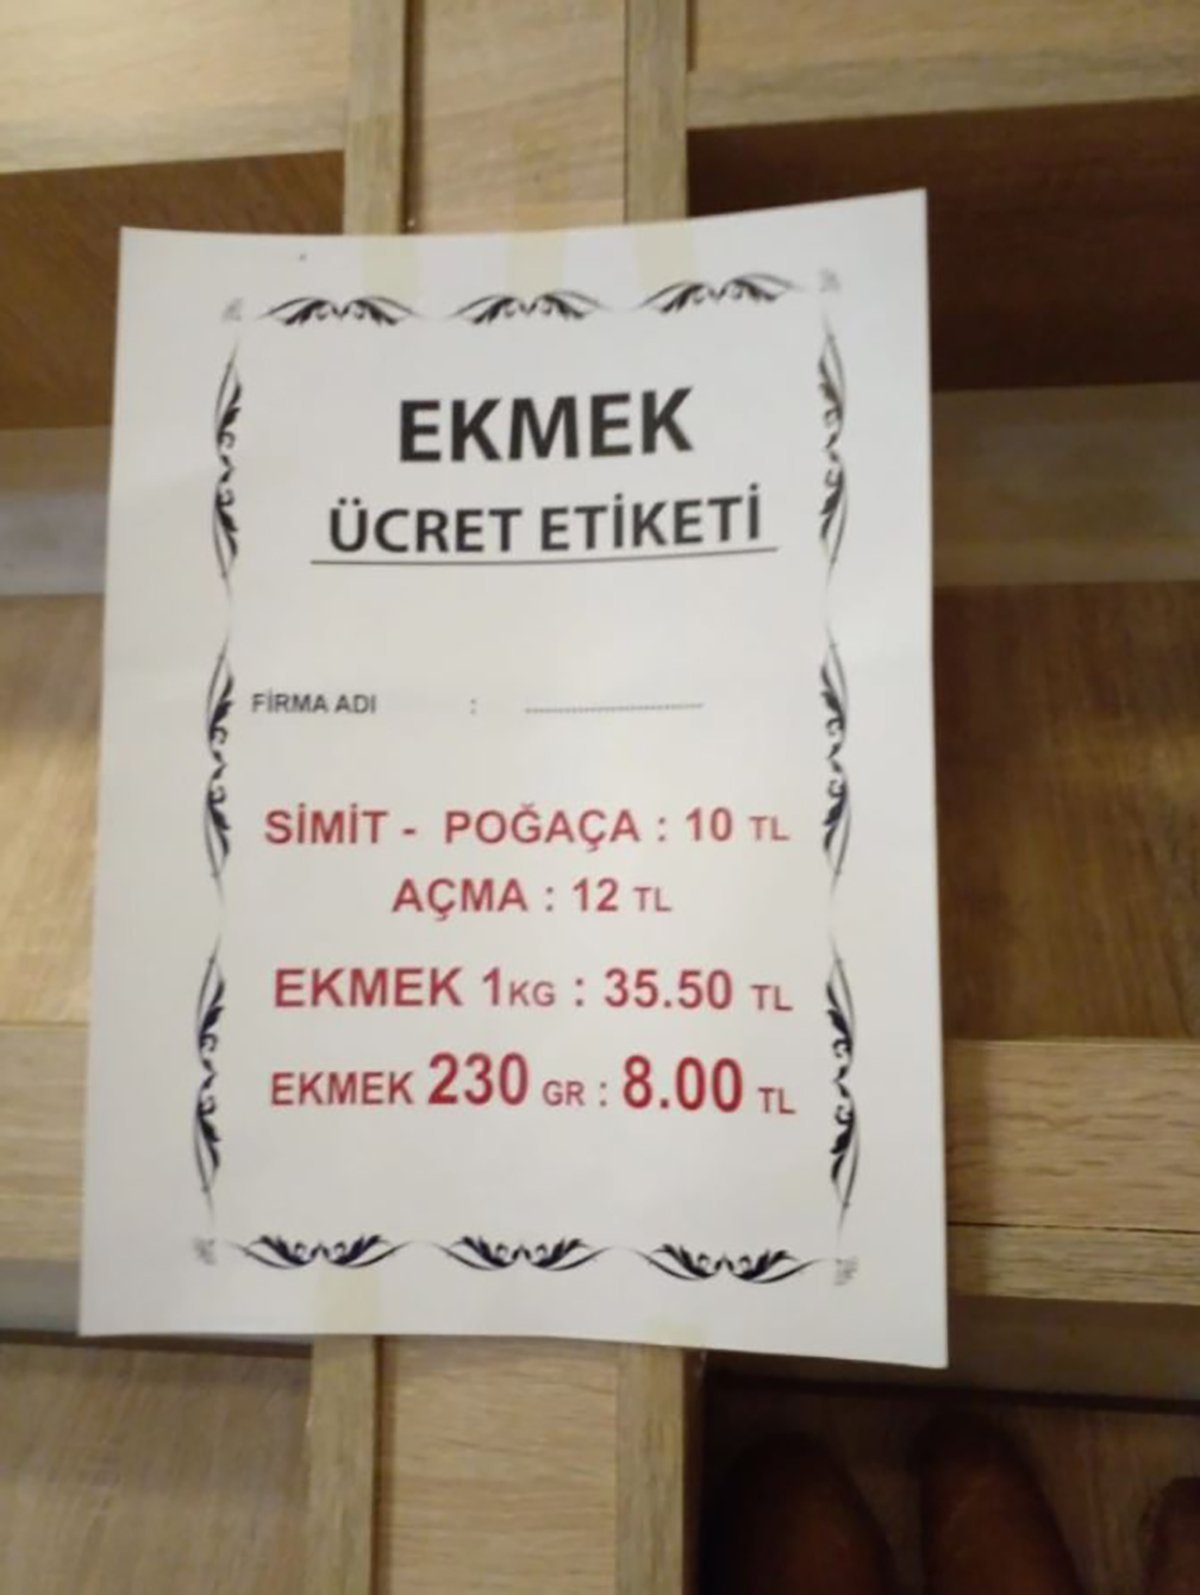 EKMEK
ÜCRET ETİKETİ
FİRMA ADI : ...............................
SİMİT - POĞAÇA : 10 TL
AÇMA : 12 TL
EKMEK 1KG : 35.50 TL
EKMEK 230 GR : 8.00 TL